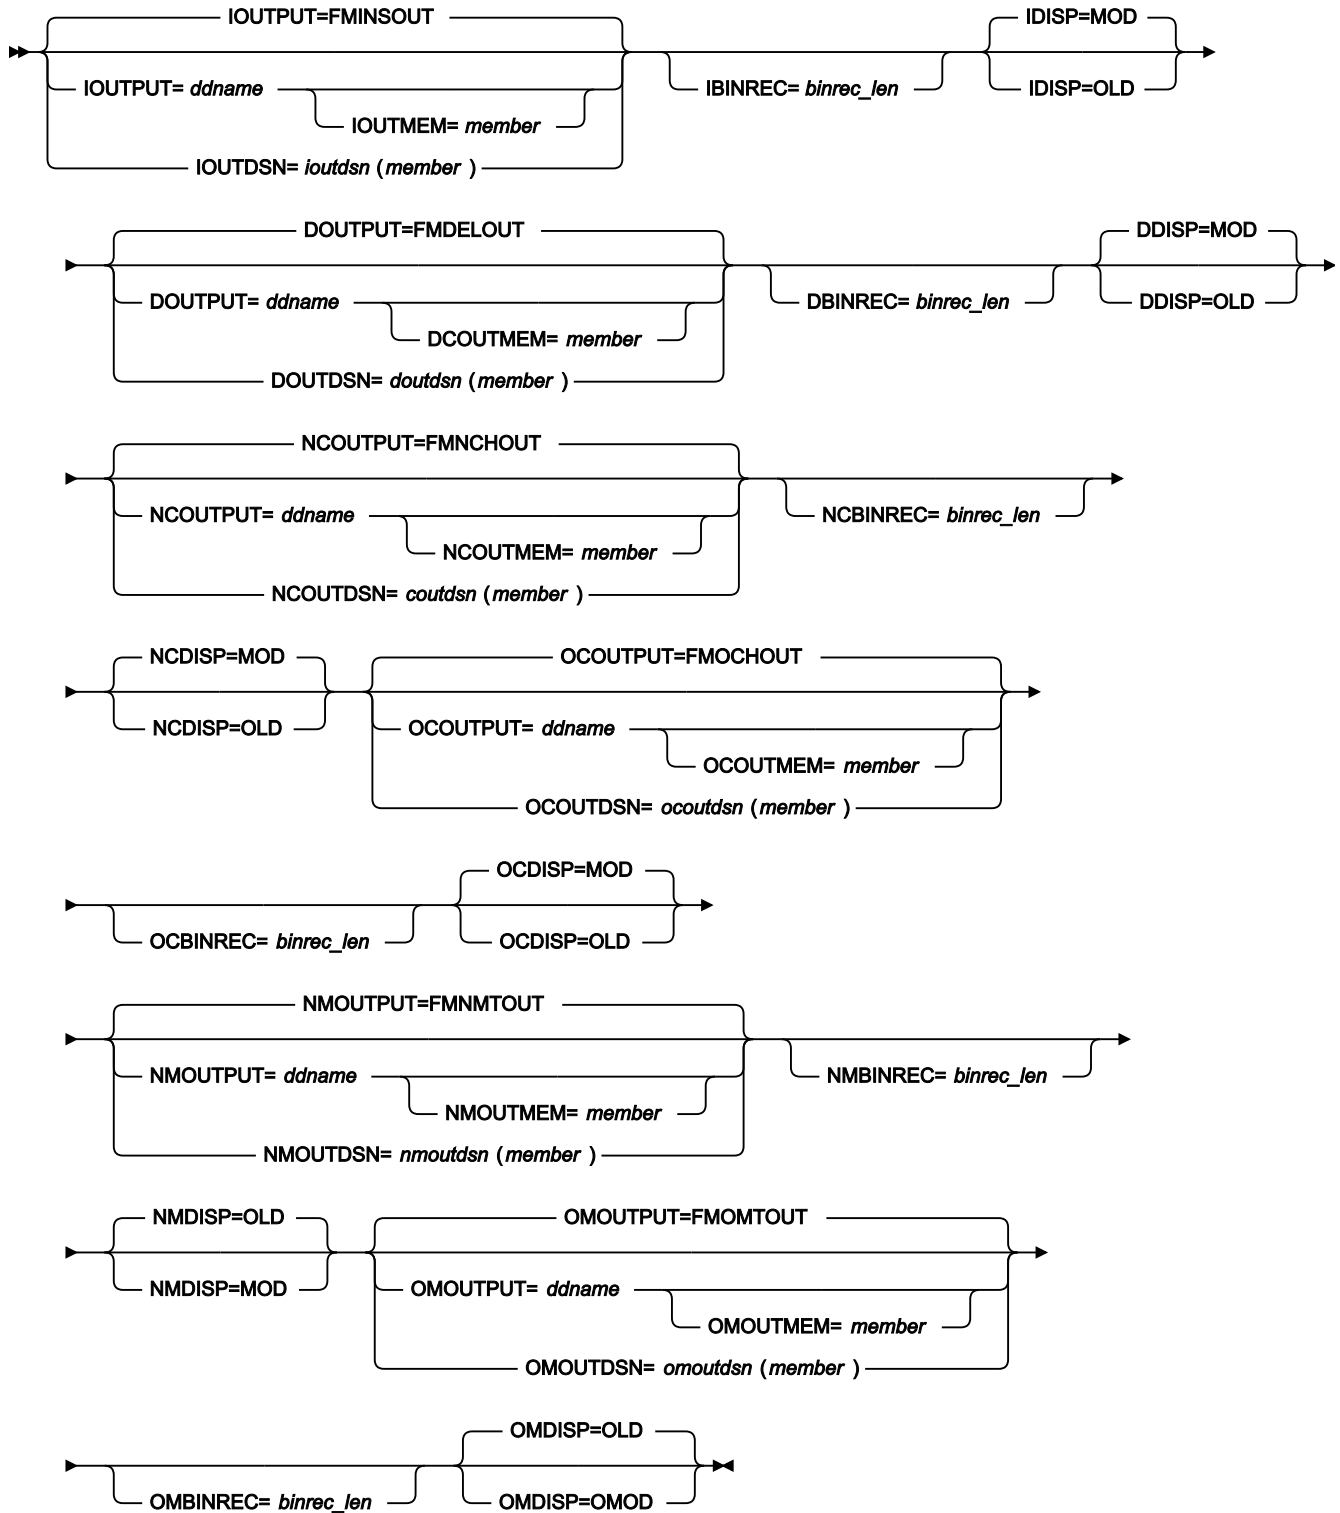 IOUTPUT=FMINSOUT IDISP=MOD
IOUTPUT= ddname IBINREC= binrec_len IDISP=OLD
IOUTMEM= member
IOUTDSN= ioutdsn (member )
DOUTPUT=FMDELOUT DDISP=MOD
DOUTPUT= ddname DBINREC= binrec_len DDISP=OLD
DCOUTMEM= member
DOUTDSN= doutdsn (member )
NCOUTPUT=FMNCHOUT
NCOUTPUT= ddname NCBINREC= binrec_len
NCOUTMEM= member
NCOUTDSN= coutdsn (member )
NCDISP=MOD OCOUTPUT=FMOCHOUT
NCDISP=OLD OCOUTPUT= ddname
OCOUTMEM= member
OCOUTDSN= ocoutdsn (member )
OCDISP=MOD
OCBINREC= binrec_len OCDISP=OLD
NMOUTPUT=FMNMTOUT
NMOUTPUT= ddname NMBINREC= binrec_len
NMOUTMEM= member
NMOUTDSN= nmoutdsn (member )
NMDISP=OLD OMOUTPUT=FMOMTOUT
NMDISP=MOD OMOUTPUT= ddname
OMOUTMEM= member
OMOUTDSN= omoutdsn (member )
OMDISP=OLD
OMBINREC= binrec_len OMDISP=OMOD